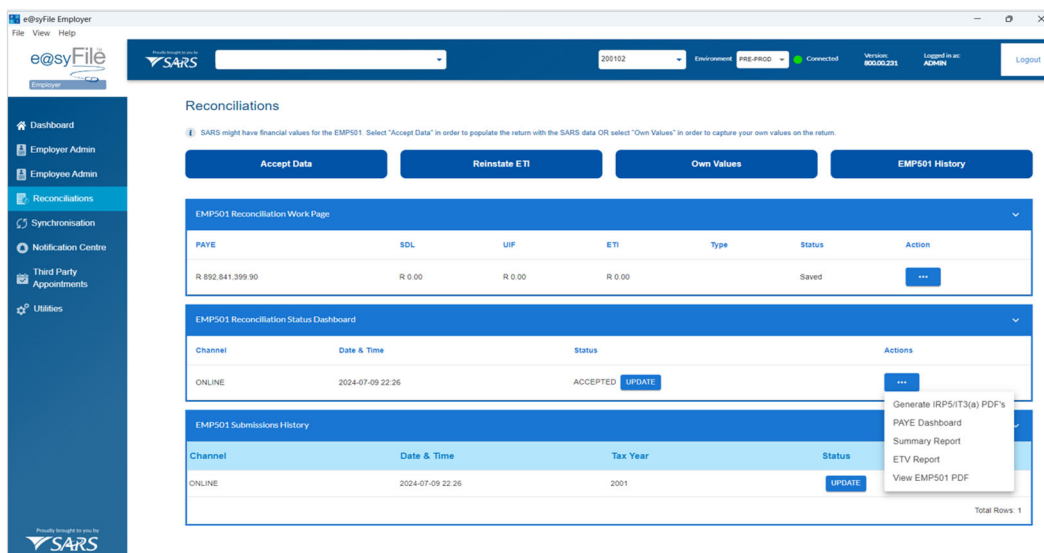 e@syFile Employer
File View Help
e@syFile
Employer
Proudly brought to you by
SARS
200102
Environment
PRE-PROD
Connected
Version:
800.00.231
Logged in as:
ADMIN
Logout
Dashboard
Employer Admin
Employee Admin
Reconciliations
Synchronisation
Notification Centre
Third Party
Appointments
Utilities
Proudly brought to you by
SARS
Reconciliations
i SARS might have financial values for the EMP501. Select "Accept Data" in order to populate the return with the SARS data OR select "Own Values" in order to capture your own values on the return.
Accept Data Reinstate ETI Own Values EMP501 History
EMP501 Reconciliation Work Page
PAYE SDL UIF ETI Type Status Action
R 892,841,399.90 R 0.00 R 0.00 R 0.00 Saved ...
EMP501 Reconciliation Status Dashboard
Channel Date & Time Status Actions
ONLINE 2024-07-09 22:26 ACCEPTED UPDATE ...
Generate IRP5/IT3(a) PDF's
PAYE Dashboard
Summary Report
ETV Report
View EMP501 PDF
EMP501 Submissions History
Channel Date & Time Tax Year Status
ONLINE 2024-07-09 22:26 2001 UPDATE
Total Rows: 1